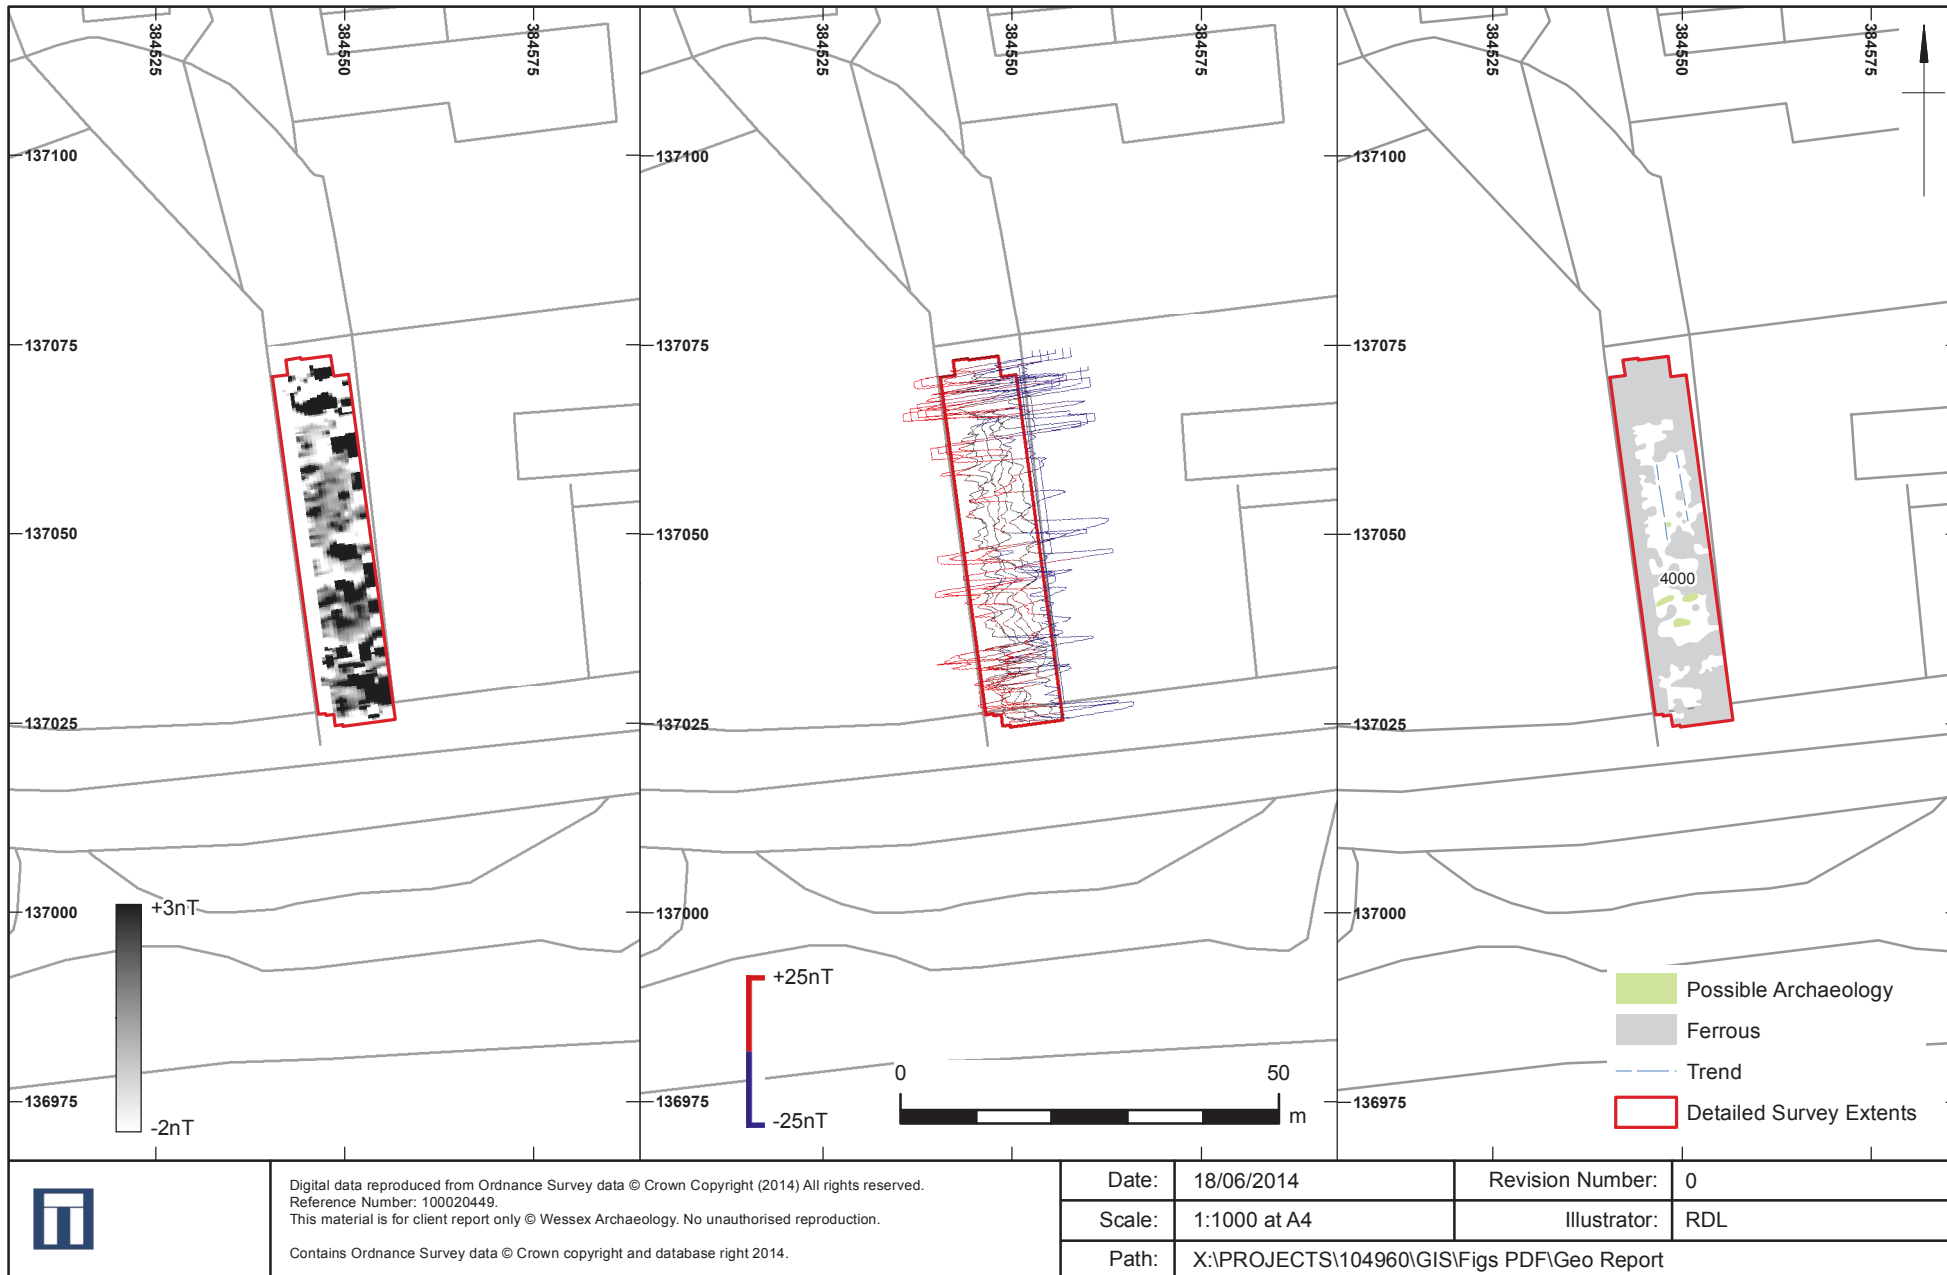 384525
384550
384575
384525
384550
384575
384525
384550
384575
137100
137100
137100
137075
137075
137075
137050
137050
137050
4000
137025
137025
137025
137000
137000
137000
136975
136975
136975
+3nT
-2nT
+25nT
-25nT
0
50
m
Possible Archaeology
Ferrous
Trend
Detailed Survey Extents
Digital data reproduced from Ordnance Survey data © Crown Copyright (2014) All rights reserved.
Reference Number: 100020449.
This material is for client report only © Wessex Archaeology. No unauthorised reproduction.
Contains Ordnance Survey data © Crown copyright and database right 2014.
Date: 18/06/2014 Revision Number: 0
Scale: 1:1000 at A4 Illustrator: RDL
Path: X:\PROJECTS\104960\GIS\Figs PDF\Geo Report